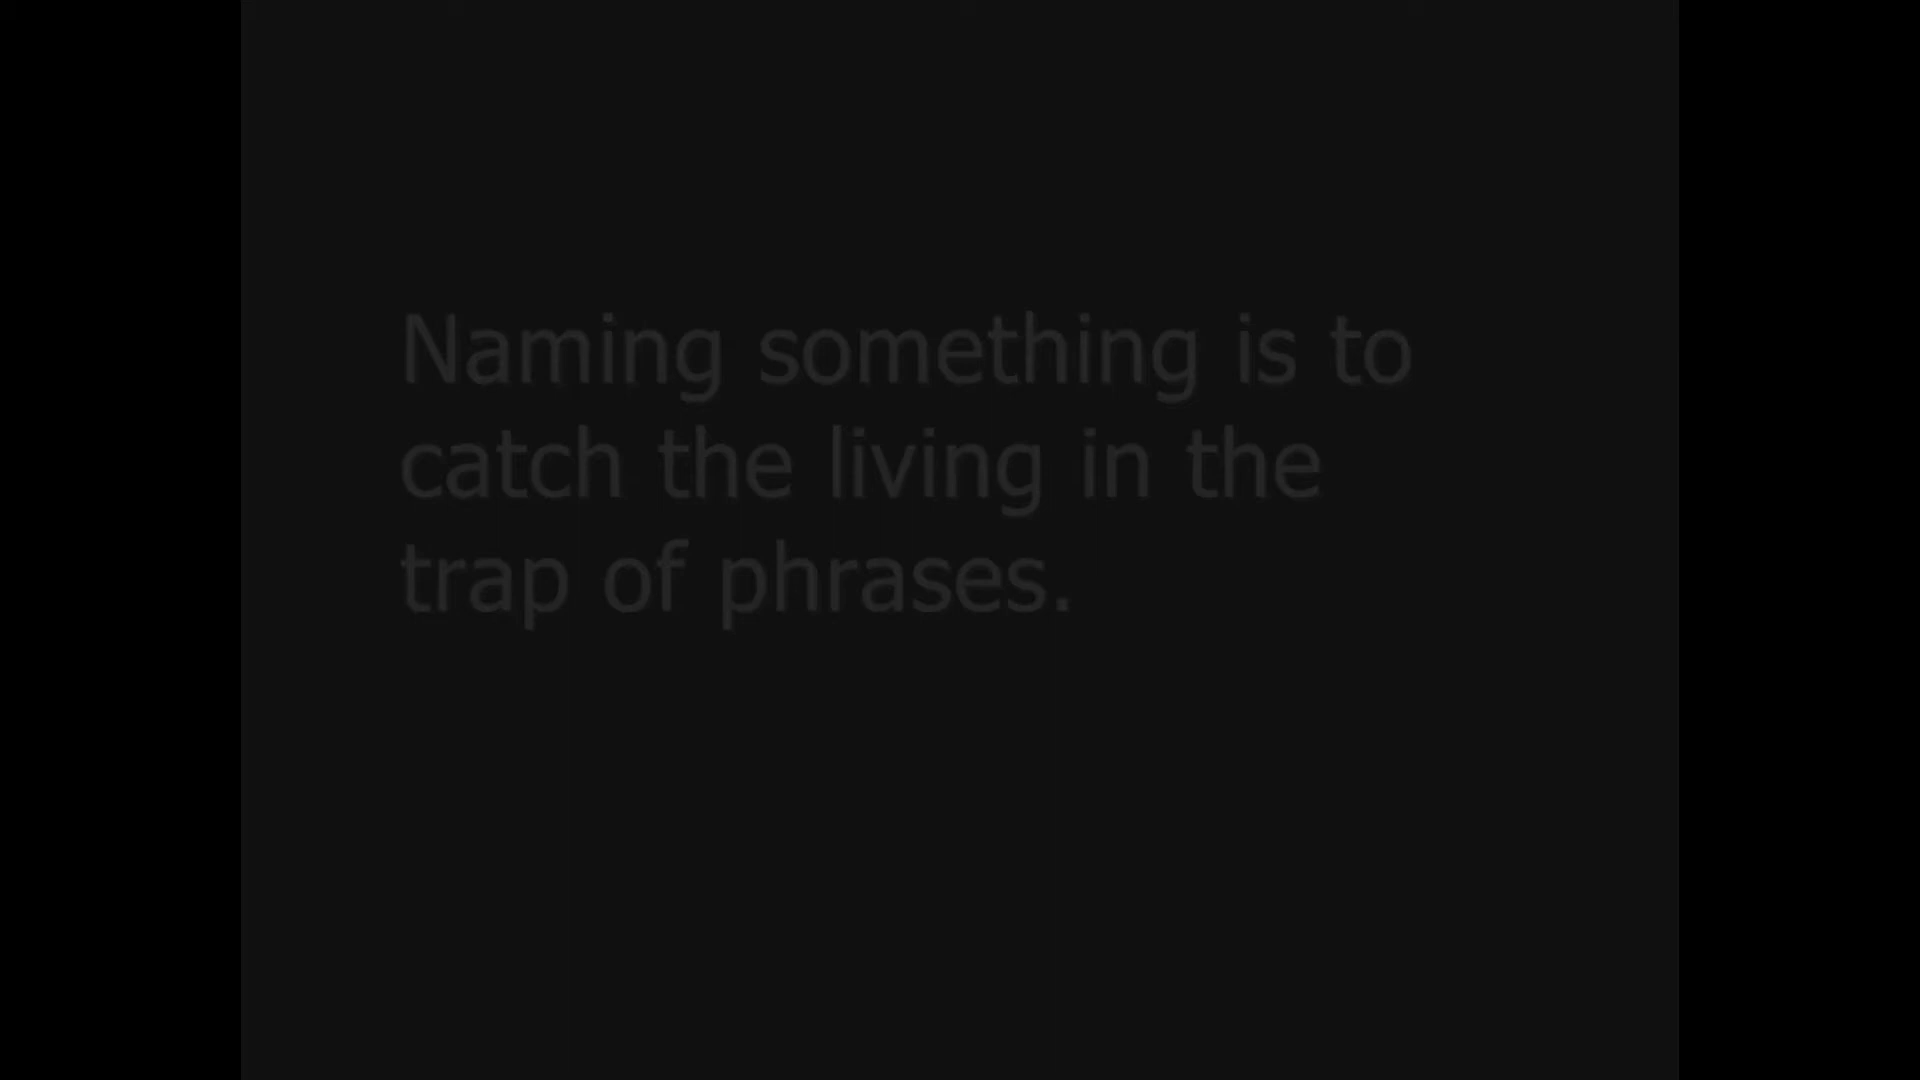 Naming something is to
catch the living in the
trap of phrases.